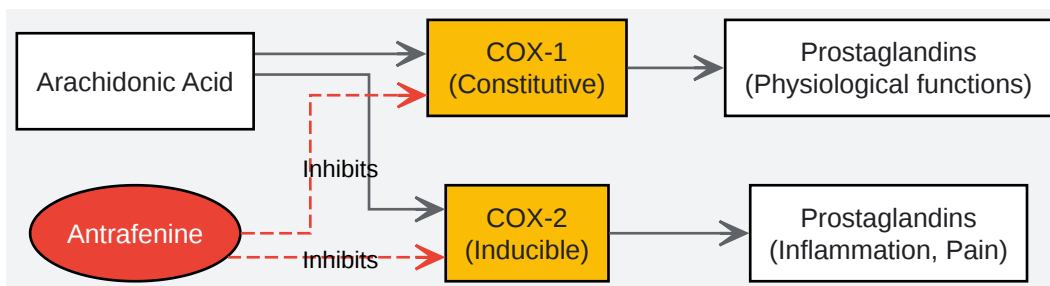 Arachidonic Acid
COX-1
(Constitutive)
Prostaglandins
(Physiological functions)
Inhibits
Antrafenine
Inhibits
COX-2
(Inducible)
Prostaglandins
(Inflammation, Pain)